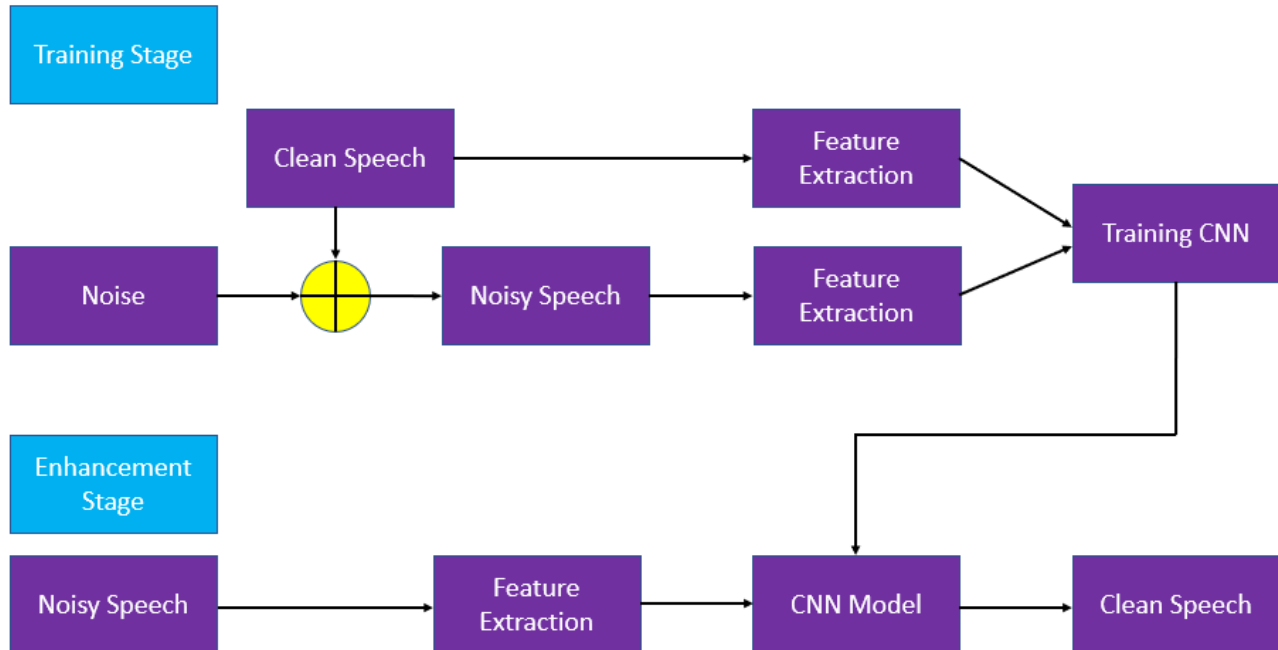 Training Stage
Clean Speech
Feature
Extraction
Training CNN
Noise
Noisy Speech
Feature
Extraction
Enhancement
Stage
Noisy Speech
Feature
Extraction
CNN Model
Clean Speech